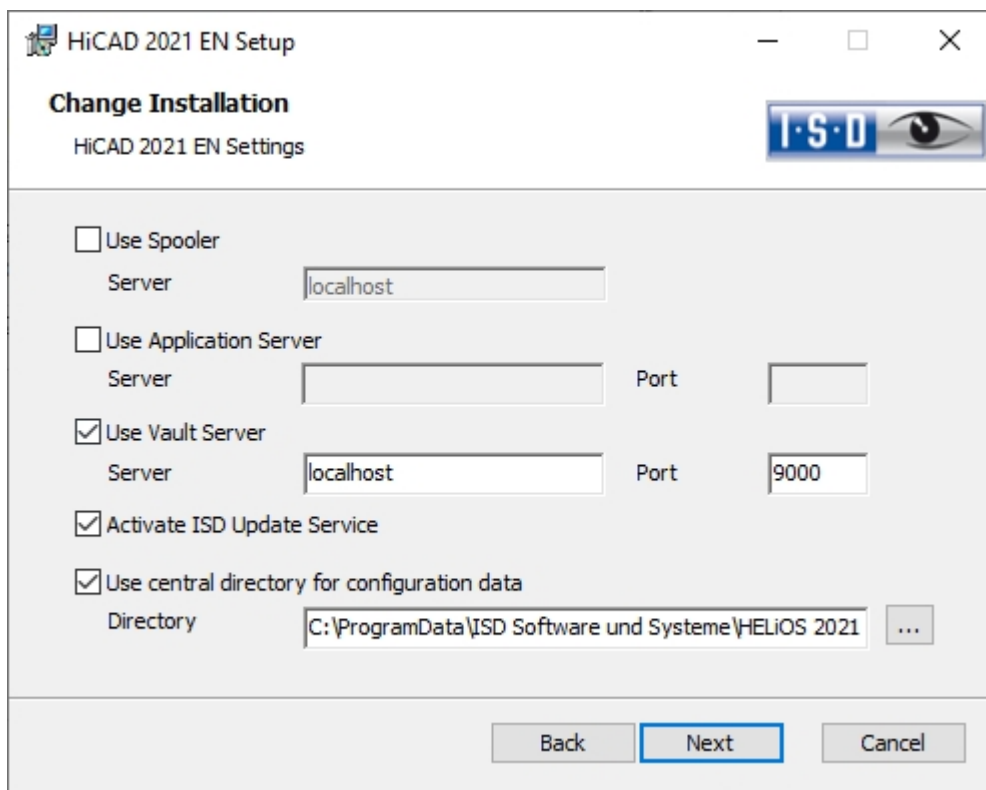 HiCAD 2021 EN Setup
Change Installation
HiCAD 2021 EN Settings
I·S·D
Use Spooler
Server localhost
Use Application Server
Server Port
Use Vault Server
Server localhost Port 9000
Activate ISD Update Service
Use central directory for configuration data
Directory C:\ProgramData\ISD Software und Systeme\HELiOS 2021 ...
Back Next Cancel